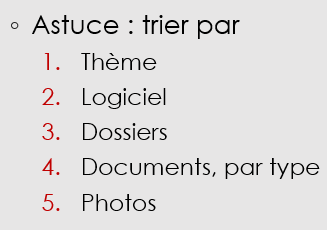 ◦ Astuce : trier par
1. Thème
2. Logiciel
3. Dossiers
4. Documents, par type
5. Photos